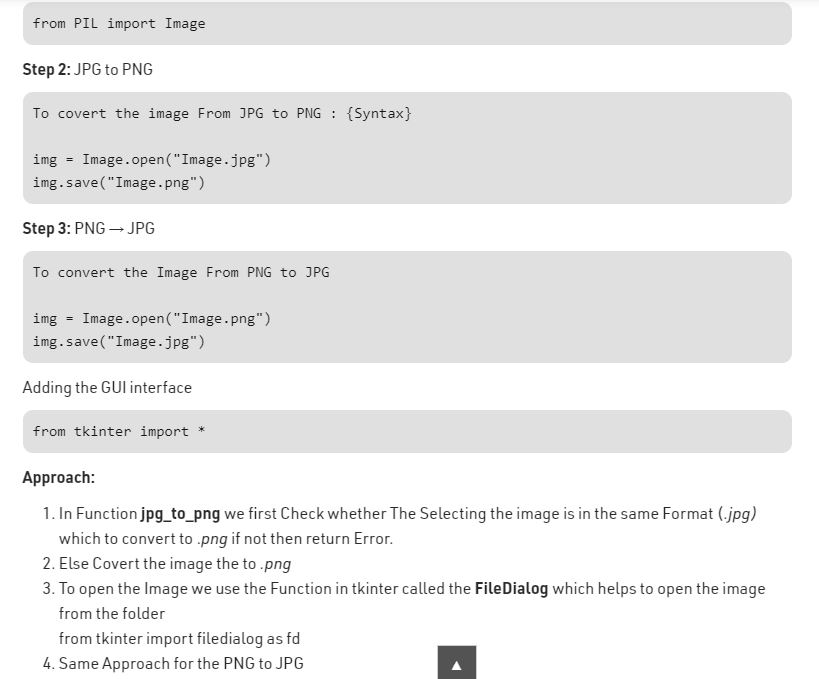 from PIL import Image
Step 2: JPG to PNG
To covert the image From JPG to PNG : {Syntax}
img = Image.open("Image.jpg")
img.save("Image.png")
Step 3: PNG → JPG
To convert the Image From PNG to JPG
img = Image.open("Image.png")
img.save("Image.jpg")
Adding the GUI interface
from tkinter import *
Approach:
1. In Function jpg_to_png we first Check whether The Selecting the image is in the same Format (.jpg)
which to convert to .png if not then return Error.
2. Else Covert the image the to .png
3. To open the Image we use the Function in tkinter called the FileDialog which helps to open the image
from the folder
from tkinter import filedialog as fd
4. Same Approach for the PNG to JPG